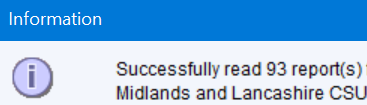 Information
Successfully read 93 report(s)
Midlands and Lancashire CSU